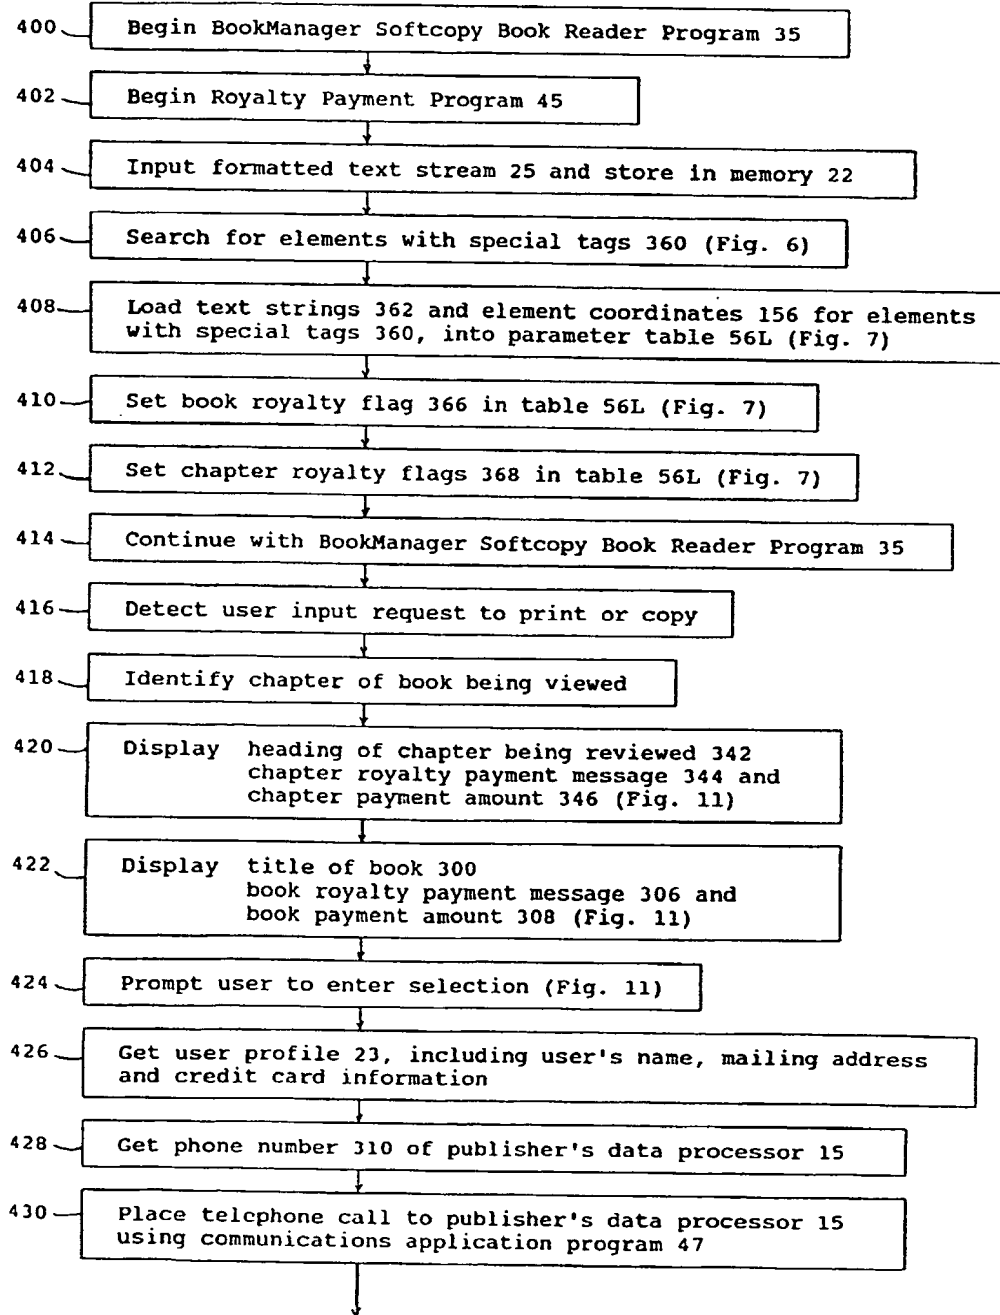 400 Begin BookManager Softcopy Book Reader Program 35
402 Begin Royalty Payment Program 45
404 Input formatted text stream 25 and store in memory 22
406 Search for elements with special tags 360 (Fig. 6)
408 Load text strings 362 and element coordinates 156 for elements
with special tags 360, into parameter table 56L (Fig. 7)
410 Set book royalty flag 366 in table 56L (Fig. 7)
412 Set chapter royalty flags 368 in table 56L (Fig. 7)
414 Continue with BookManager Softcopy Book Reader Program 35
416 Detect user input request to print or copy
418 Identify chapter of book being viewed
420 Display heading of chapter being reviewed 342
chapter royalty payment message 344 and
chapter payment amount 346 (Fig. 11)
422 Display title of book 300
book royalty payment message 306 and
book payment amount 308 (Fig. 11)
424 Prompt user to enter selection (Fig. 11)
426 Get user profile 23, including user's name, mailing address
and credit card information
428 Get phone number 310 of publisher's data processor 15
430 Place telephone call to publisher's data processor 15
using communications application program 47